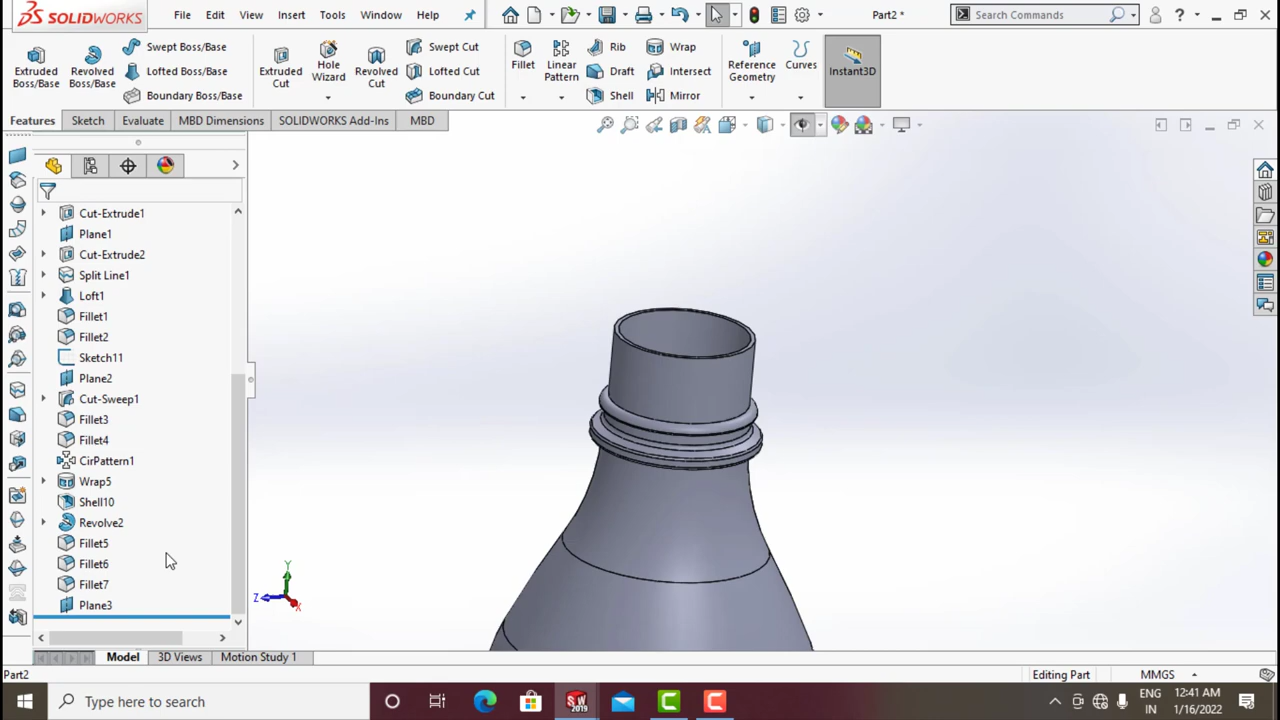 SOLIDWORKS File Edit View Insert Tools Window Help Part2 * Search Commands
Extruded Boss/Base
Revolved Boss/Base
Swept Boss/Base
Lofted Boss/Base
Boundary Boss/Base
Extruded Cut
Hole Wizard
Revolved Cut
Swept Cut
Lofted Cut
Boundary Cut
Fillet
Linear Pattern
Rib
Draft
Shell
Wrap
Intersect
Mirror
Reference Geometry
Curves
Instant3D
Features Sketch Evaluate MBD Dimensions SOLIDWORKS Add-Ins MBD
Cut-Extrude1
Plane1
Cut-Extrude2
Split Line1
Loft1
Fillet1
Fillet2
Sketch11
Plane2
Cut-Sweep1
Fillet3
Fillet4
CirPattern1
Wrap5
Shell10
Revolve2
Fillet5
Fillet6
Fillet7
Plane3
Y
Z
X
Model 3D Views Motion Study 1
Part2 Editing Part MMGS
Type here to search
SW
2019
ENG
IN
12:41 AM
1/16/2022